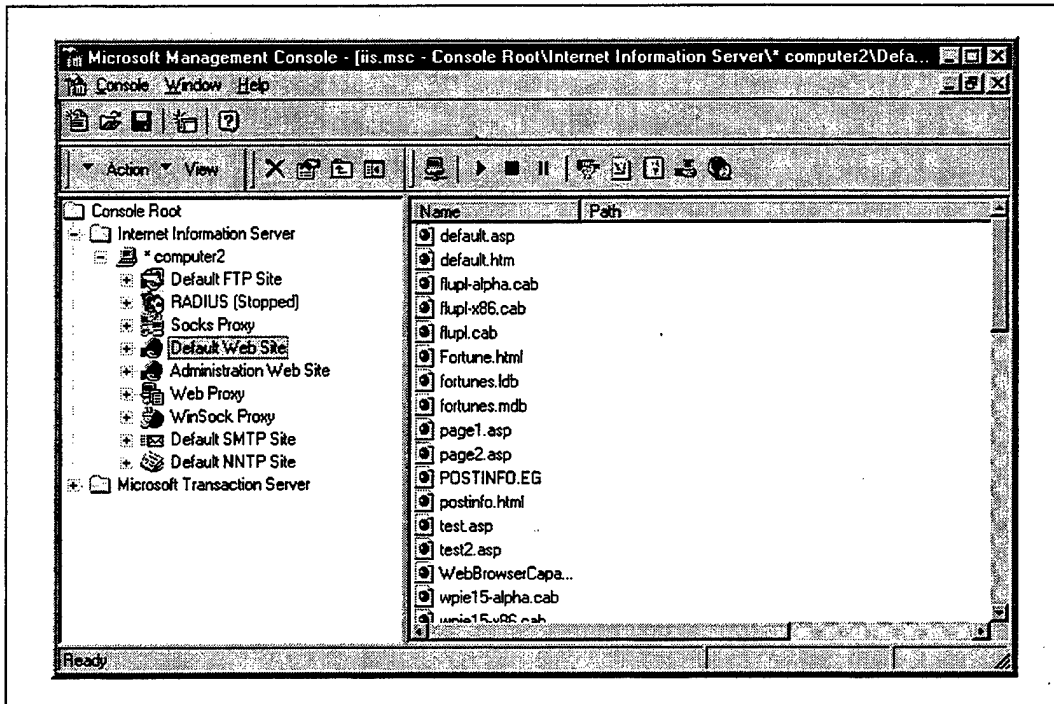 Microsoft Management Console - [iis.msc - Console Root\Internet Information Server\* computer2\Defa...
Console Window Help
Action View
Console Root
Internet Information Server
* computer2
Default FTP Site
RADIUS (Stopped)
Socks Proxy
Default Web Site
Administration Web Site
Web Proxy
WinSock Proxy
Default SMTP Site
Default NNTP Site
Microsoft Transaction Server
Name Path
default.asp
default.htm
flupl-alpha.cab
flupl-x86.cab
flupl.cab
Fortune.html
fortunes.ldb
fortunes.mdb
page1.asp
page2.asp
POSTINFO.EG
postinfo.html
test.asp
test2.asp
WebBrowserCapa...
wpie15-alpha.cab
wpie15-x86.cab
Ready